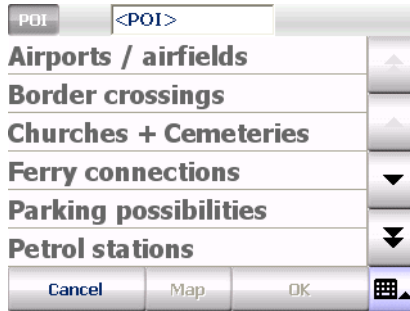 POI <POI>
Airports / airfields
Border crossings
Churches + Cemeteries
Ferry connections
Parking possibilities
Petrol stations
Cancel Map OK